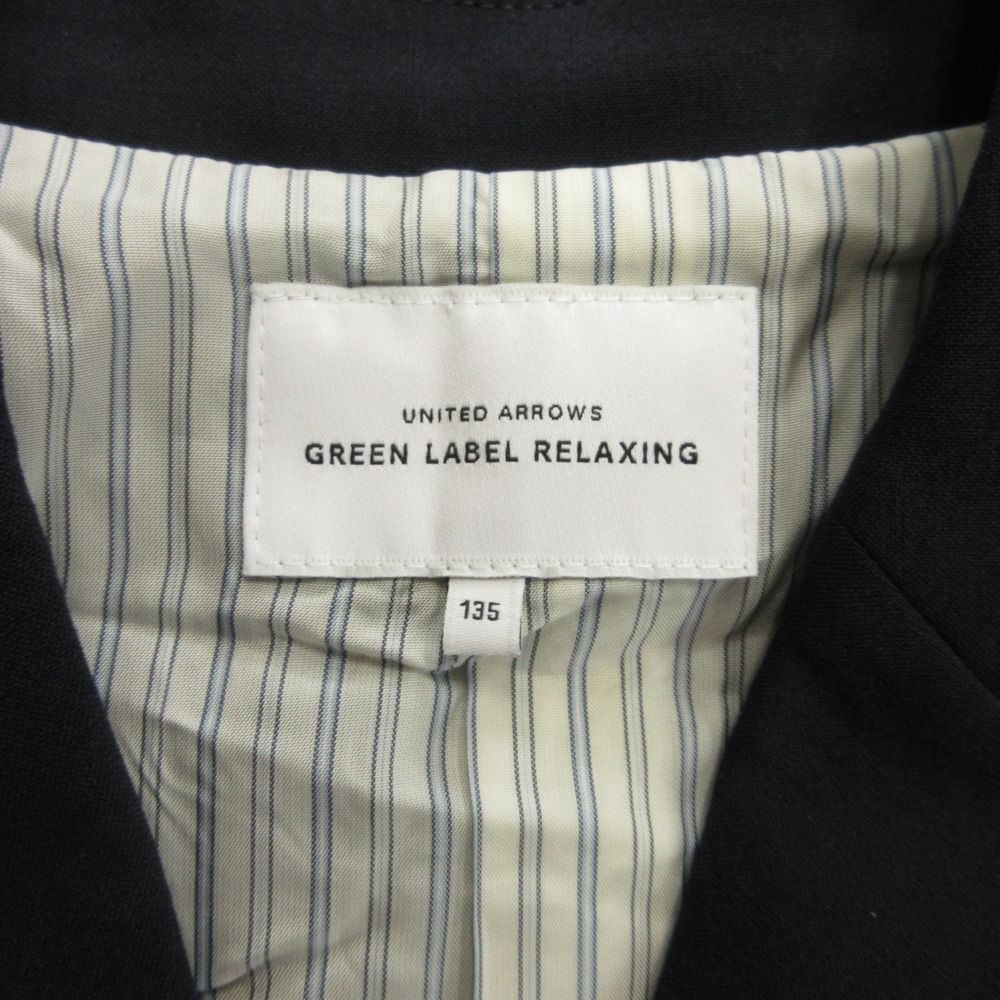 UNITED ARROWS
GREEN LABEL RELAXING
135